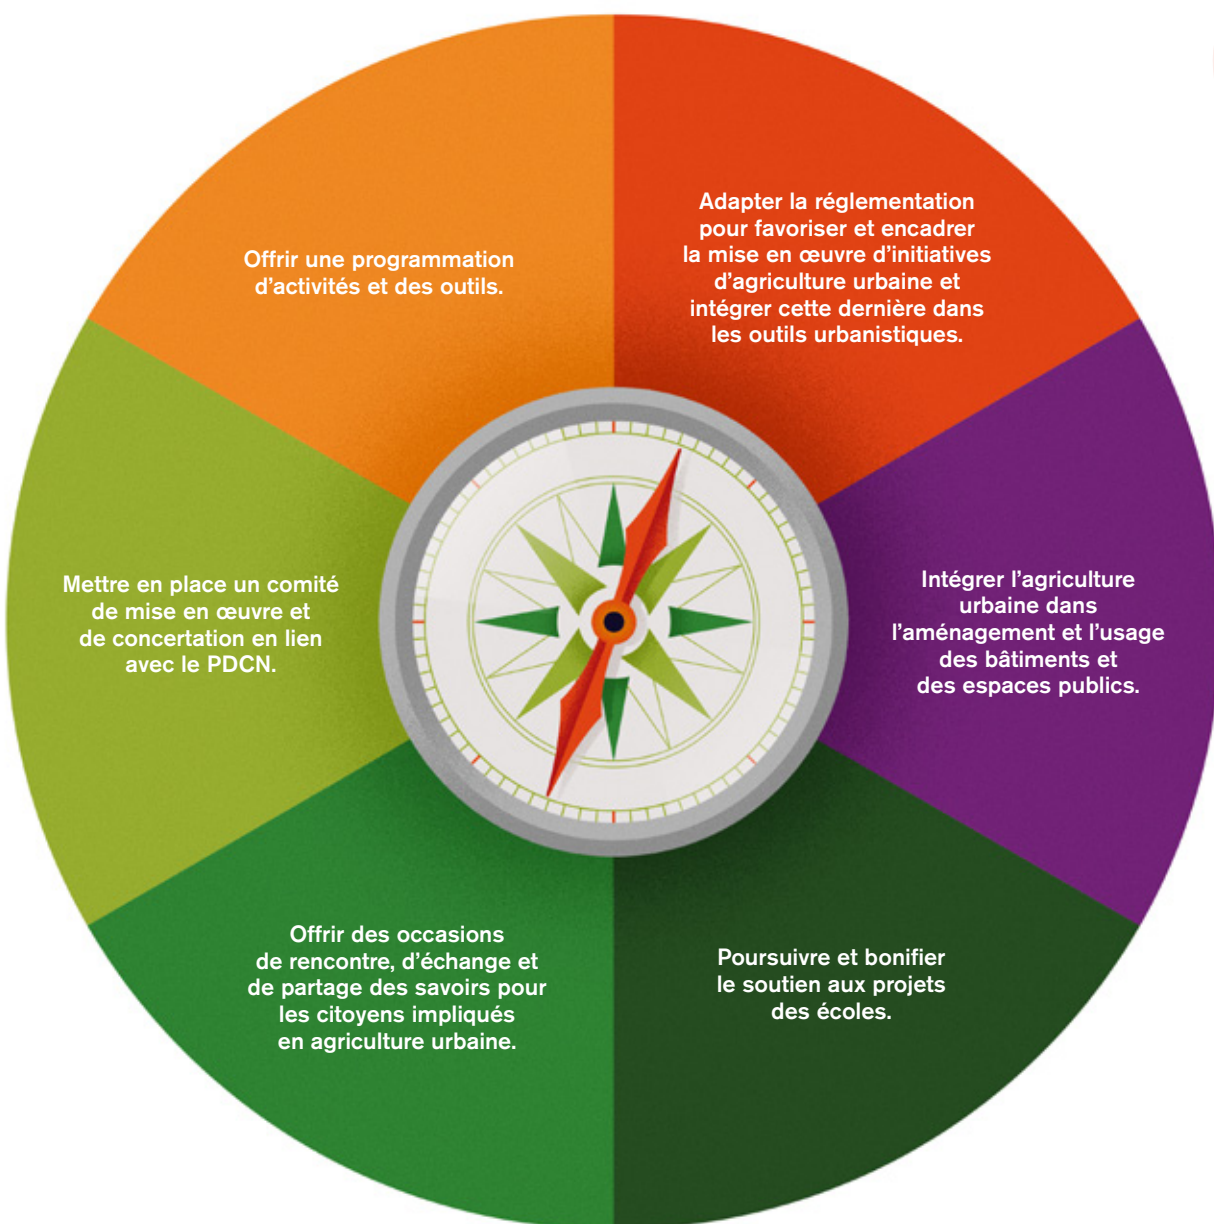 Adapter la réglementation
pour favoriser et encadrer
la mise en œuvre d’initiatives
d’agriculture urbaine et
intégrer cette dernière dans
les outils urbanistiques.
Intégrer l’agriculture
urbaine dans
l’aménagement et l’usage
des bâtiments et
des espaces publics.
Poursuivre et bonifier
le soutien aux projets
des écoles.
Offrir des occasions
de rencontre, d’échange et
de partage des savoirs pour
les citoyens impliqués
en agriculture urbaine.
Mettre en place un comité
de mise en œuvre et
de concertation en lien
avec le PDCN.
Offrir une programmation
d’activités et des outils.